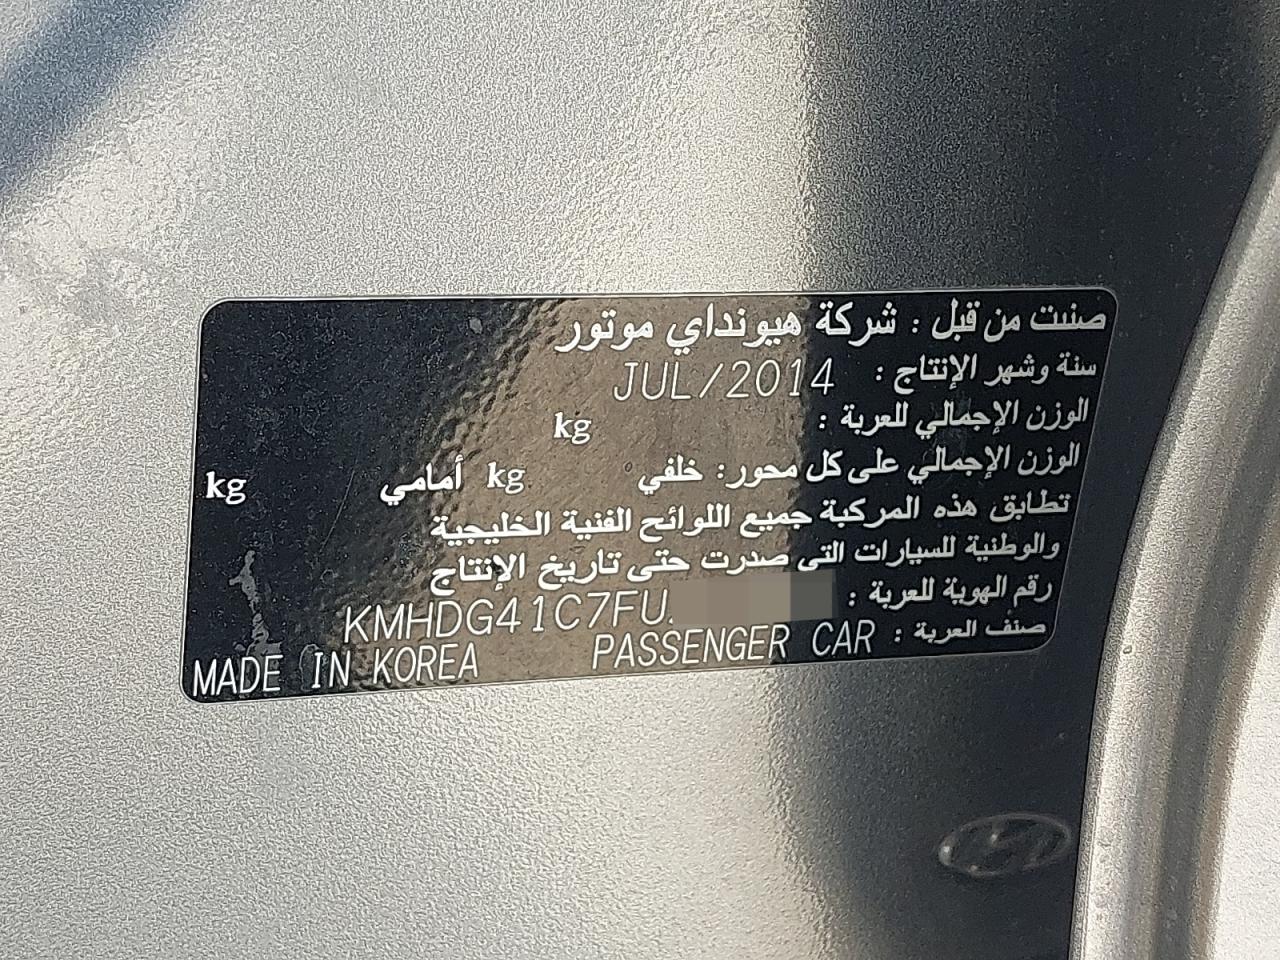 صنعت من قبل : شركة هيونداي موتور
سنة وشهر الإنتاج : JUL/2014
الوزن الإجمالي للعربة : kg
الوزن الإجمالي على كل محور: خلفي kg أمامي kg
تطابق هذه المركبة جميع اللوائح الفنية الخليجية
والوطنية للسيارات التى صدرت حتى تاريخ الإنتاج
رقم الهوية للعربة : KMHDG41C7FU
صنف العربة : PASSENGER CAR
MADE IN KOREA